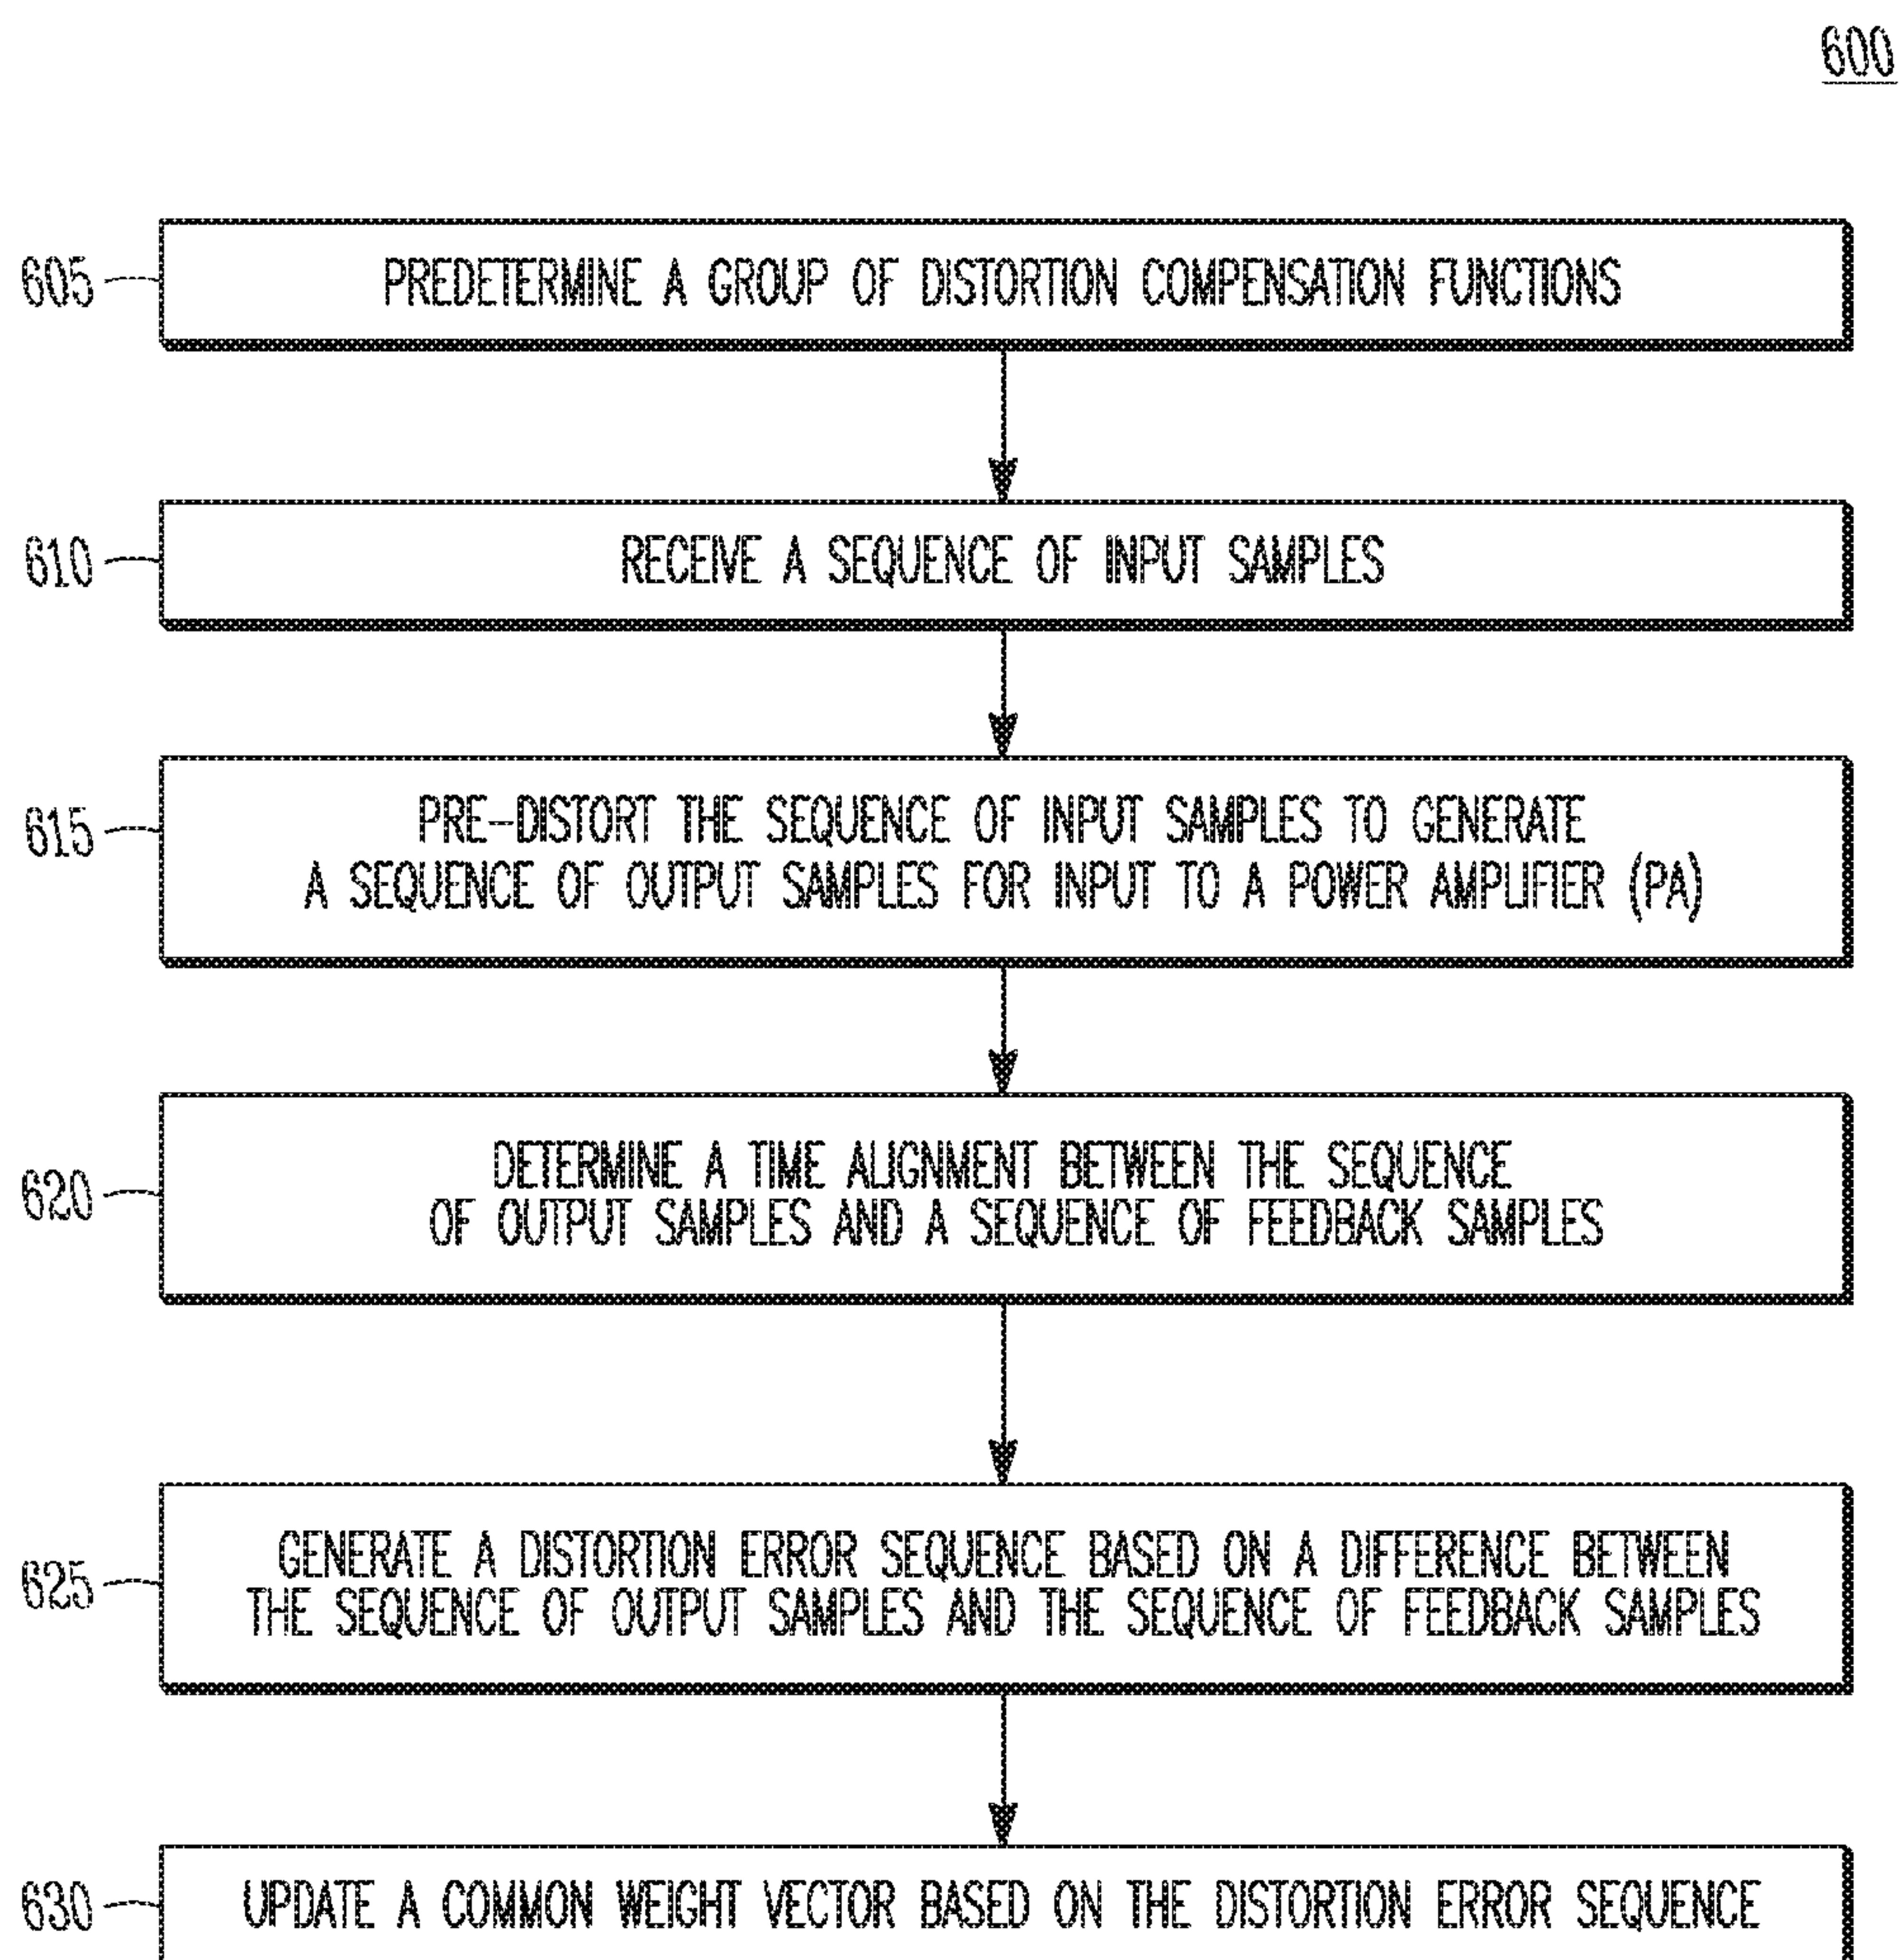 600
605
PREDETERMINE A GROUP OF DISTORTION COMPENSATION FUNCTIONS
610
RECEIVE A SEQUENCE OF INPUT SAMPLES
615
PRE-DISTORT THE SEQUENCE OF INPUT SAMPLES TO GENERATE
A SEQUENCE OF OUTPUT SAMPLES FOR INPUT TO A POWER AMPLIFIER (PA)
620
DETERMINE A TIME ALIGNMENT BETWEEN THE SEQUENCE
OF OUTPUT SAMPLES AND A SEQUENCE OF FEEDBACK SAMPLES
625
GENERATE A DISTORTION ERROR SEQUENCE BASED ON A DIFFERENCE BETWEEN
THE SEQUENCE OF OUTPUT SAMPLES AND THE SEQUENCE OF FEEDBACK SAMPLES
630
UPDATE A COMMON WEIGHT VECTOR BASED ON THE DISTORTION ERROR SEQUENCE